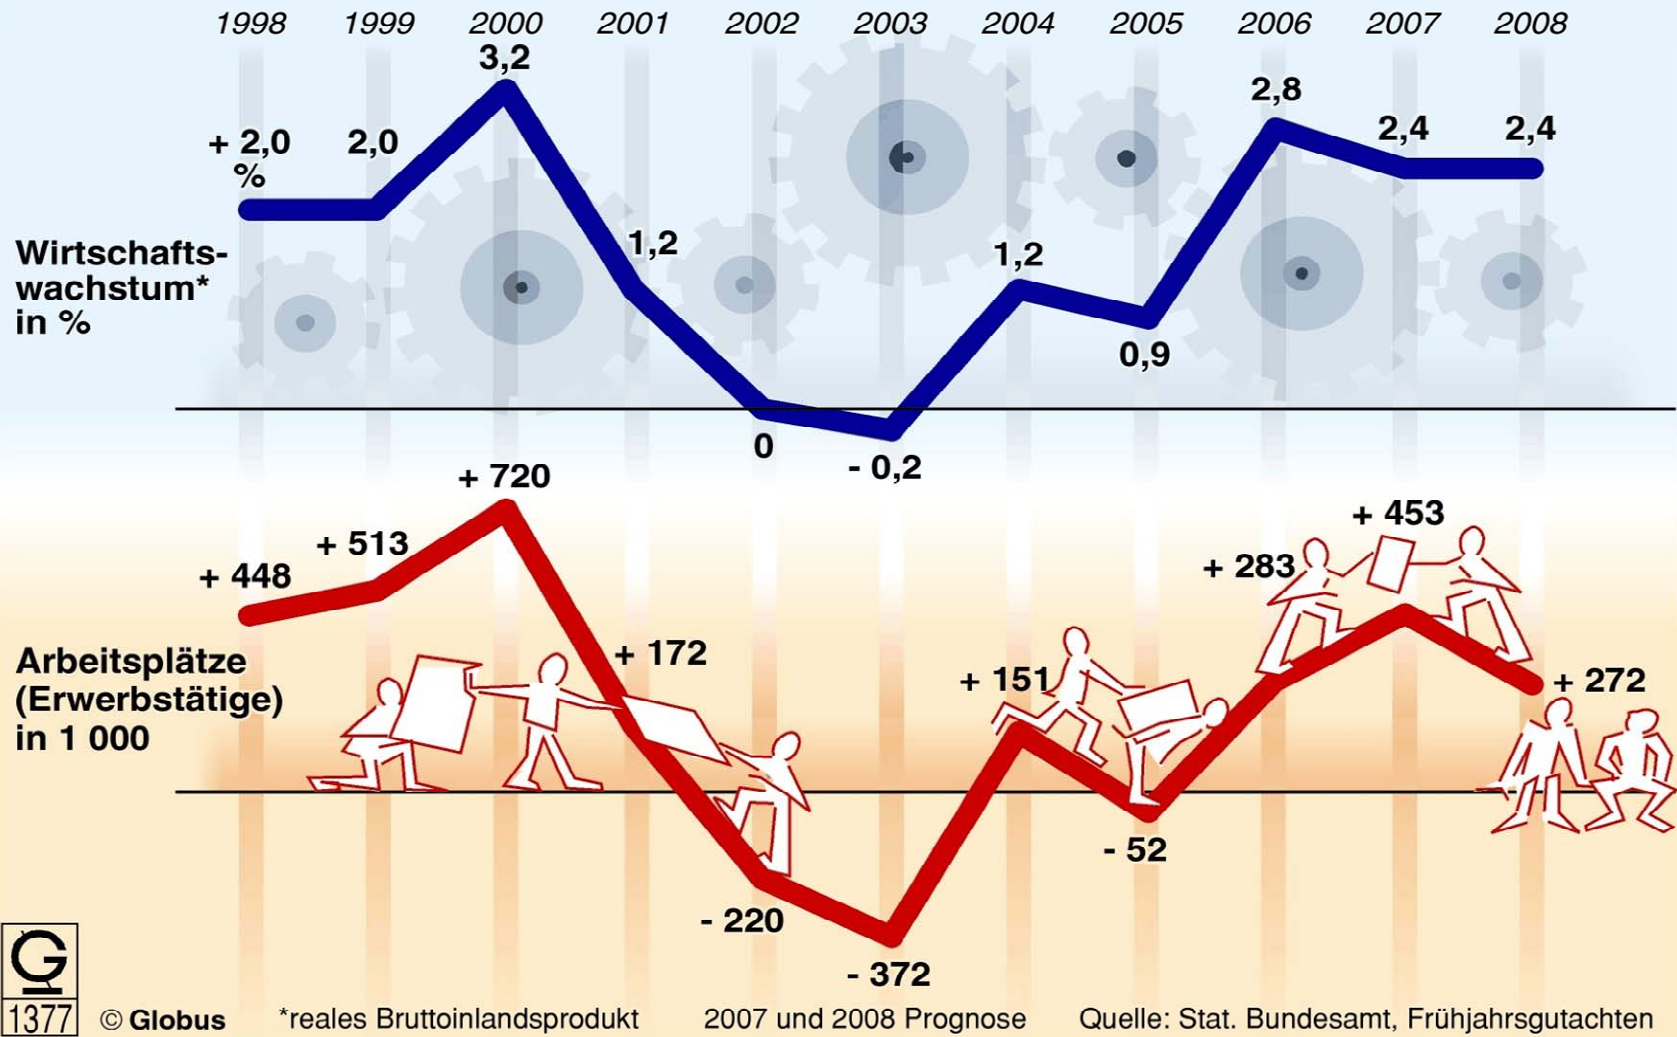 1998 1999 2000 2001 2002 2003 2004 2005 2006 2007 2008
+ 2,0
%
2,0
3,2
1,2
0
- 0,2
1,2
0,9
2,8
2,4
2,4
Wirtschafts-
wachstum*
in %
+ 448
+ 513
+ 720
+ 172
- 220
- 372
+ 151
- 52
+ 283
+ 453
+ 272
Arbeitsplätze
(Erwerbstätige)
in 1 000
G
1377
© Globus
*reales Bruttoinlandsprodukt
2007 und 2008 Prognose
Quelle: Stat. Bundesamt, Frühjahrsgutachten